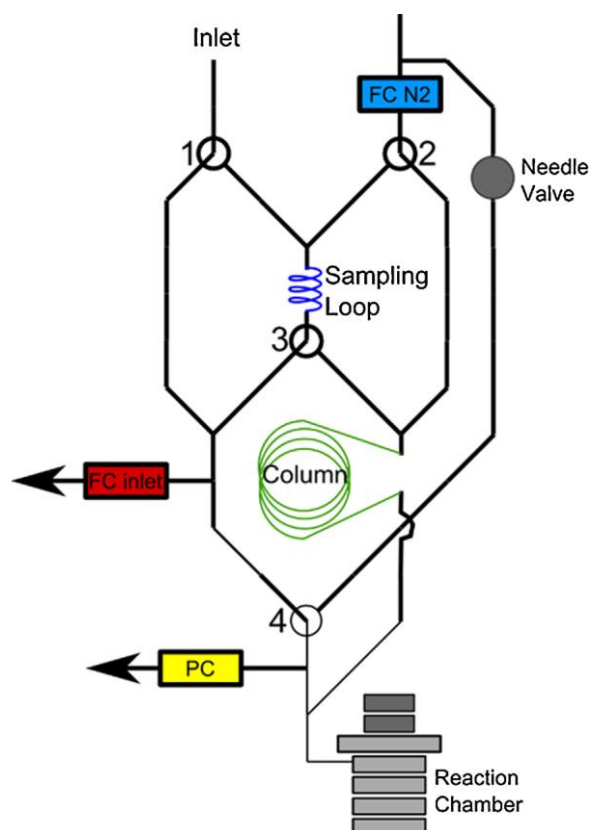 Inlet
FC N2
1
2
Needle
Valve
Sampling
Loop
3
Column
FC inlet
4
PC
Reaction
Chamber